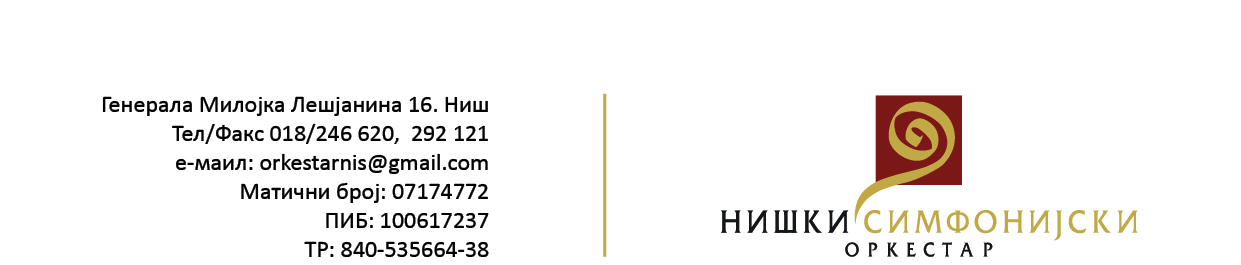 Генерала Милојка Лешјанина 16. Ниш
Тел/Факс 018/246 620,  292 121
е-маил: orkestarnis@gmail.com
Матични број: 07174772
ПИБ: 100617237
ТР: 840-535664-38
НИШКИ СИМФОНИЈСКИ
ОРКЕСТАР